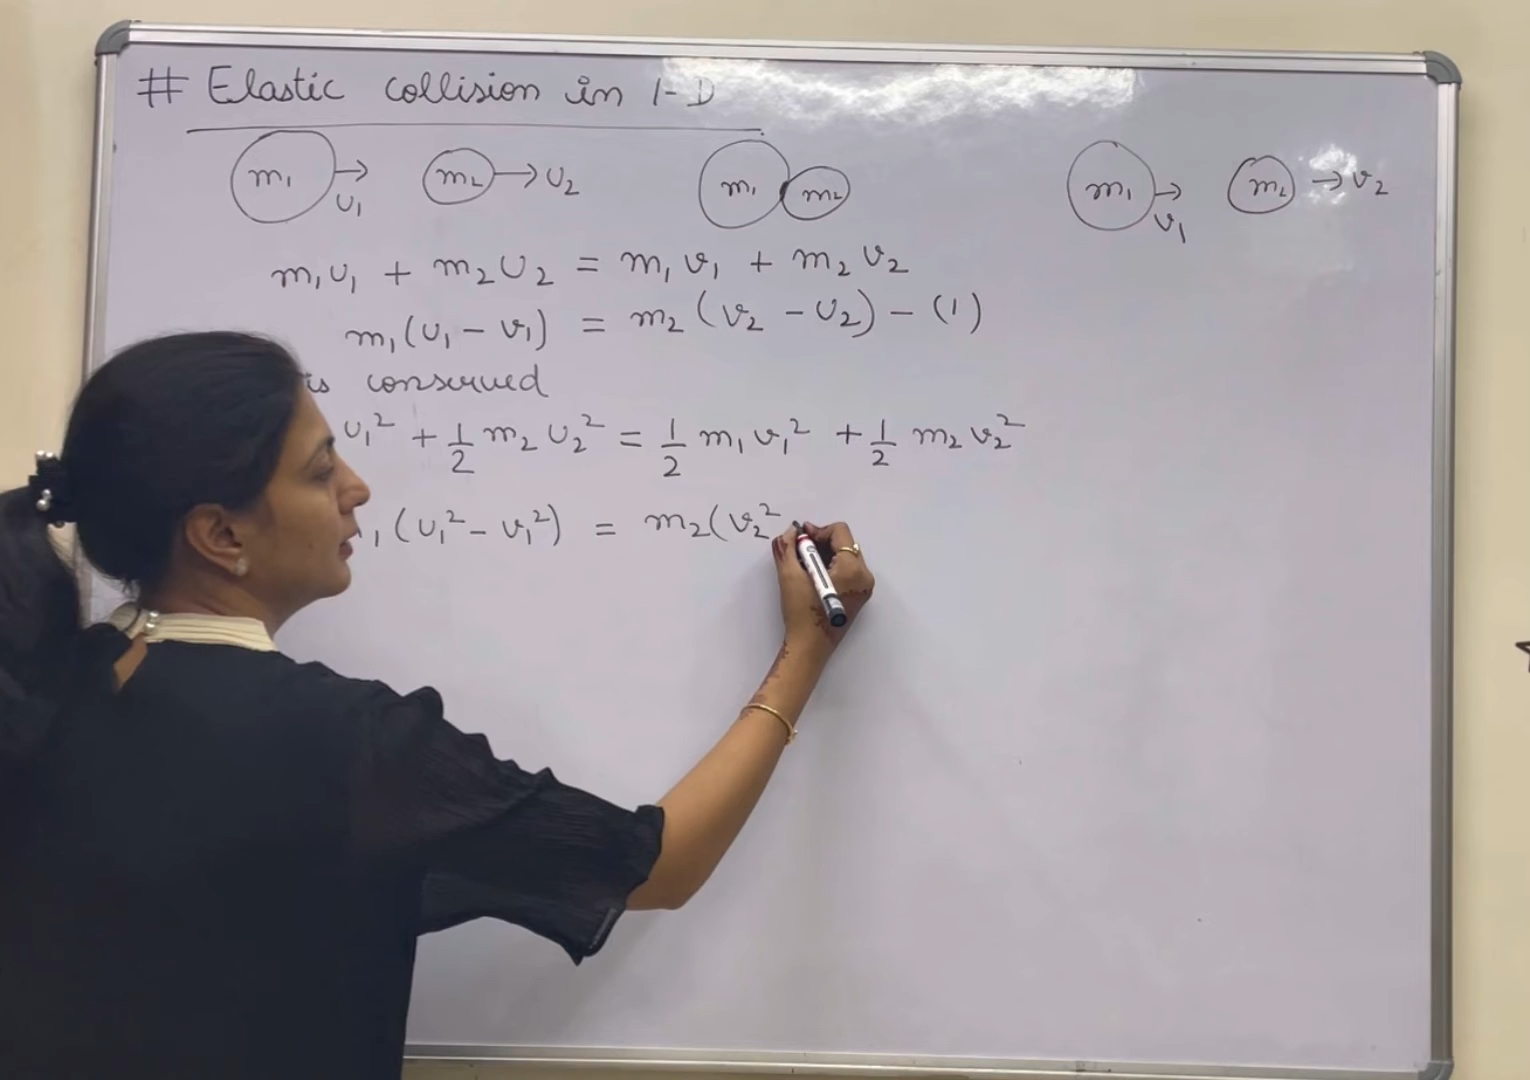 # Elastic collision in 1-D
m₁ → u₁ m₂ → u₂ m₁ m₂ m₁ → v₁ m₂ → v₂
m₁u₁ + m₂u₂ = m₁v₁ + m₂v₂
m₁(u₁ - v₁) = m₂(v₂ - u₂) - (1)
is conserved
u₁² + 1/2 m₂u₂² = 1/2 m₁v₁² + 1/2 m₂v₂²
₁(u₁² - v₁²) = m₂(v₂²